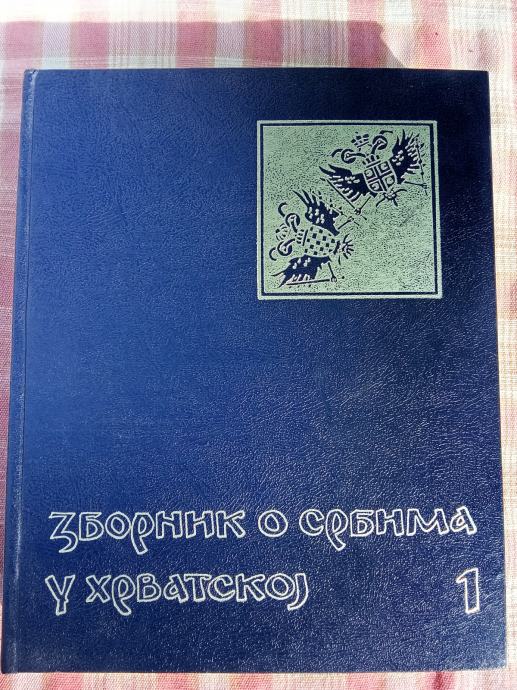 зборник о србима
у хрватској 1